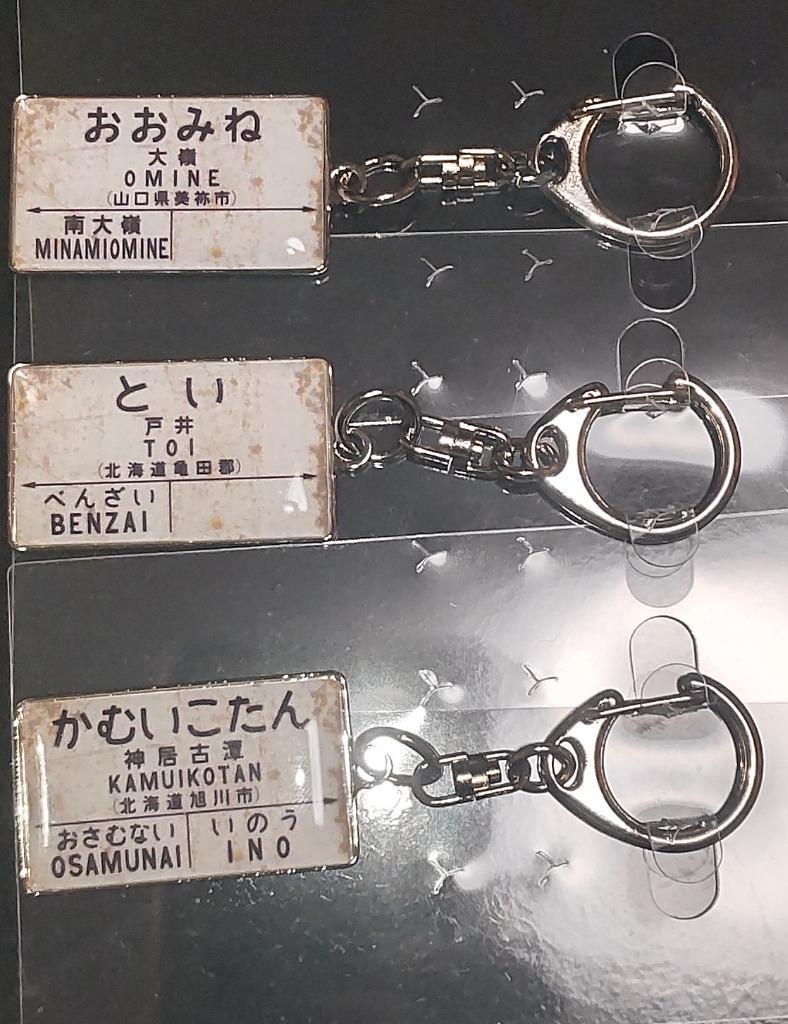 おおみね
大嶺
OMINE
(山口県美祢市)
南大嶺
MINAMIOMINE
とい
戸井
TOI
(北海道亀田郡)
べんざい
BENZAI
かむいこたん
神居古潭
KAMUIKOTAN
(北海道旭川市)
おさむない いのう
OSAMUNAI INO